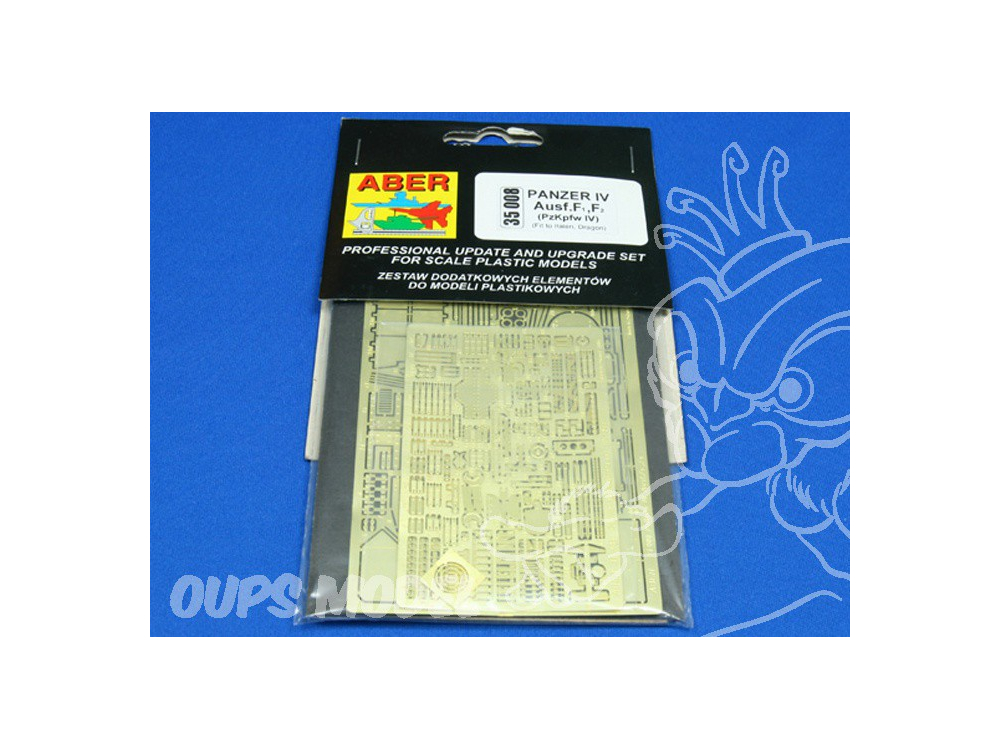 ABER
35 008
PANZER IV
Ausf.F₁,F₂
(PzKpfw IV)
(Fit to Italeri, Dragon)
PROFESSIONAL UPDATE AND UPGRADE SET
FOR SCALE PLASTIC MODELS
ZESTAW DODATKOWYCH ELEMENTÓW
DO MODELI PLASTIKOWYCH
OUPS MODEL